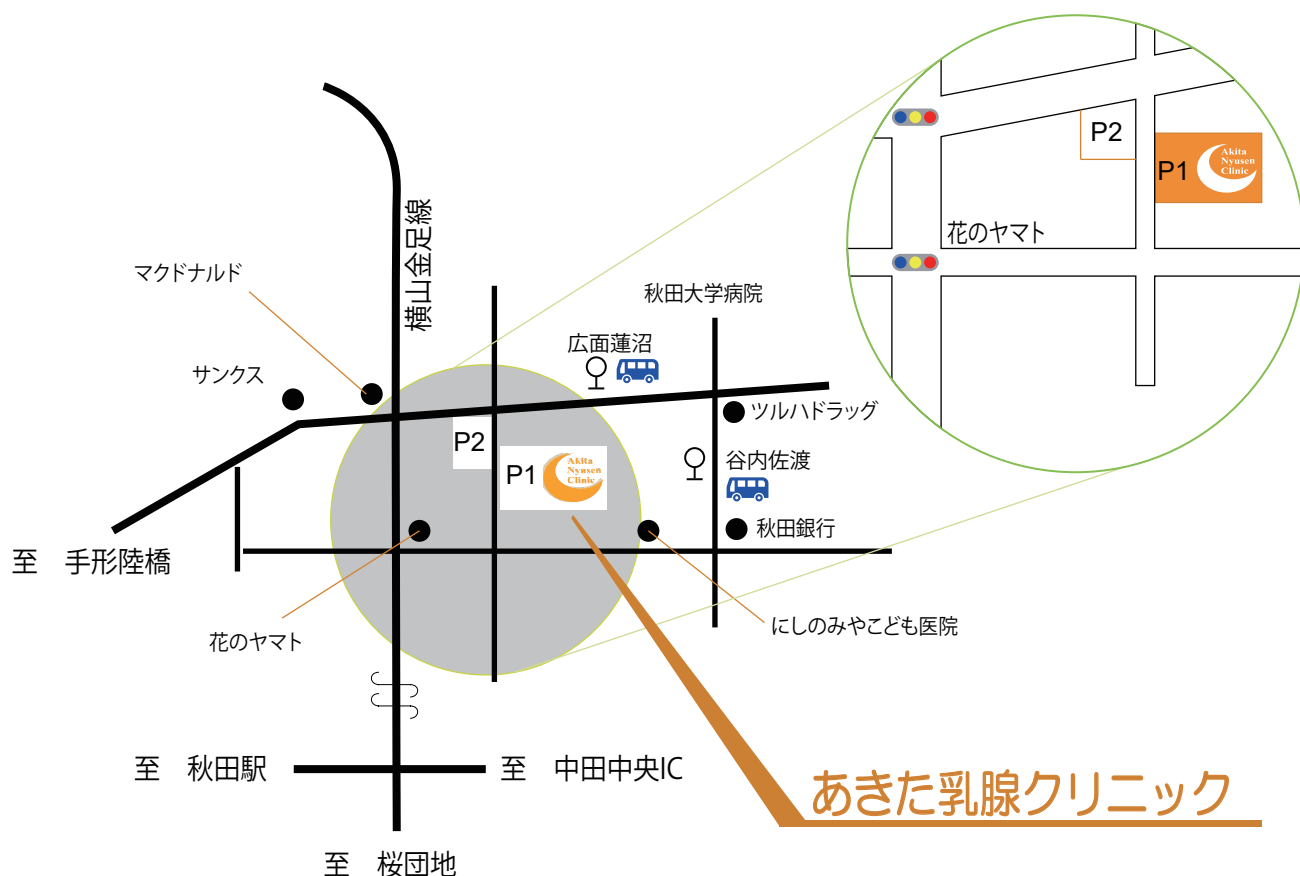 P2
P1
Akita
Nyusen
Clinic
花のヤマト
横山金足線
マクドナルド
サンクス
秋田大学病院
広面蓮沼
ツルハドラッグ
P2
P1
Akita
Nyusen
Clinic
谷内佐渡
秋田銀行
至　手形陸橋
花のヤマト
にしのみやこども医院
至　秋田駅
至　中田中央IC
あきた乳腺クリニック
至　桜団地